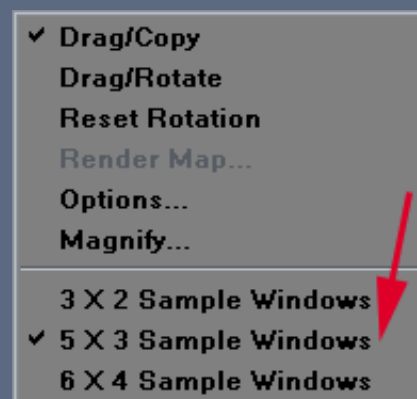 Drag/Copy
Drag/Rotate
Reset Rotation
Render Map...
Options...
Magnify...
3 X 2 Sample Windows
5 X 3 Sample Windows
6 X 4 Sample Windows